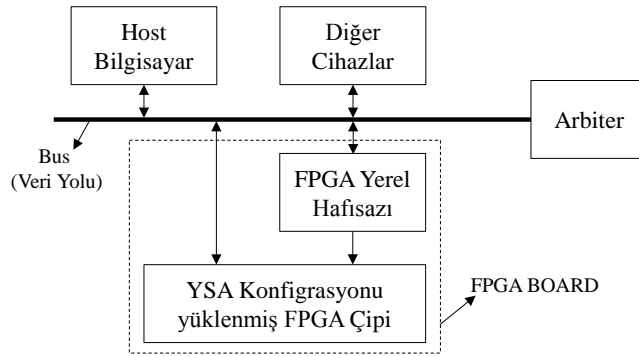 Host
Bilgisayar
Diğer
Cihazlar
Arbiter
Bus
(Veri Yolu)
FPGA Yerel
Hafısazı
YSA Konfigrasyonu
yüklenmiş FPGA Çipi
FPGA BOARD